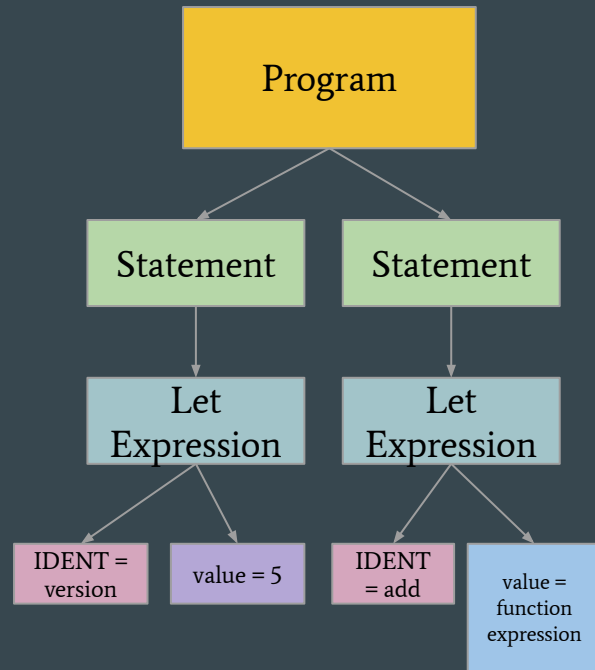 Program
Statement
Statement
Let
Expression
Let
Expression
IDENT =
version
value = 5
IDENT
= add
value =
function
expression